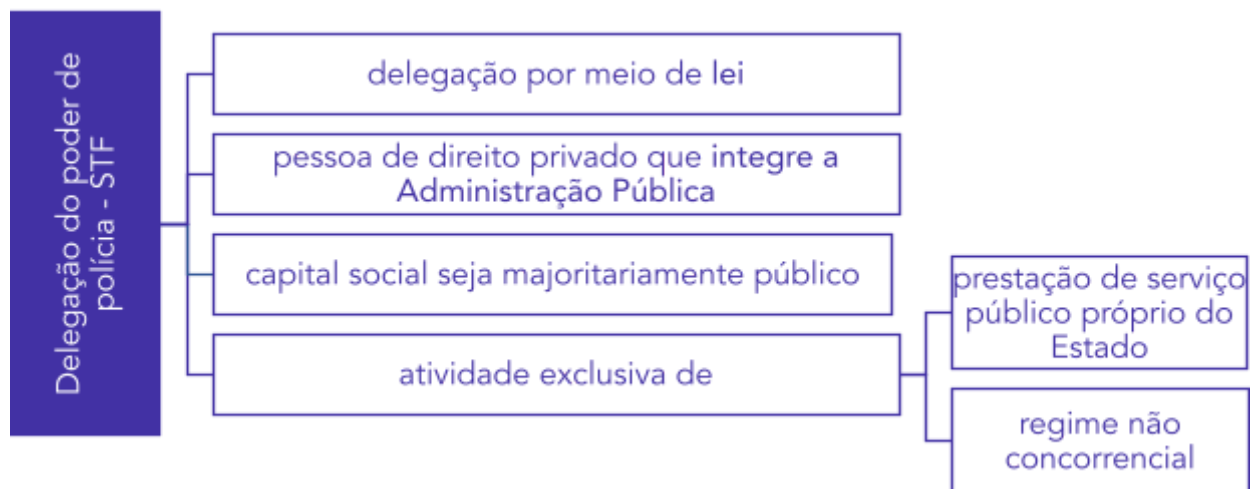 Delegação do poder de
polícia - STF
delegação por meio de lei
pessoa de direito privado que integre a
Administração Pública
capital social seja majoritariamente público
atividade exclusiva de
prestação de serviço
público próprio do
Estado
regime não
concorrencial